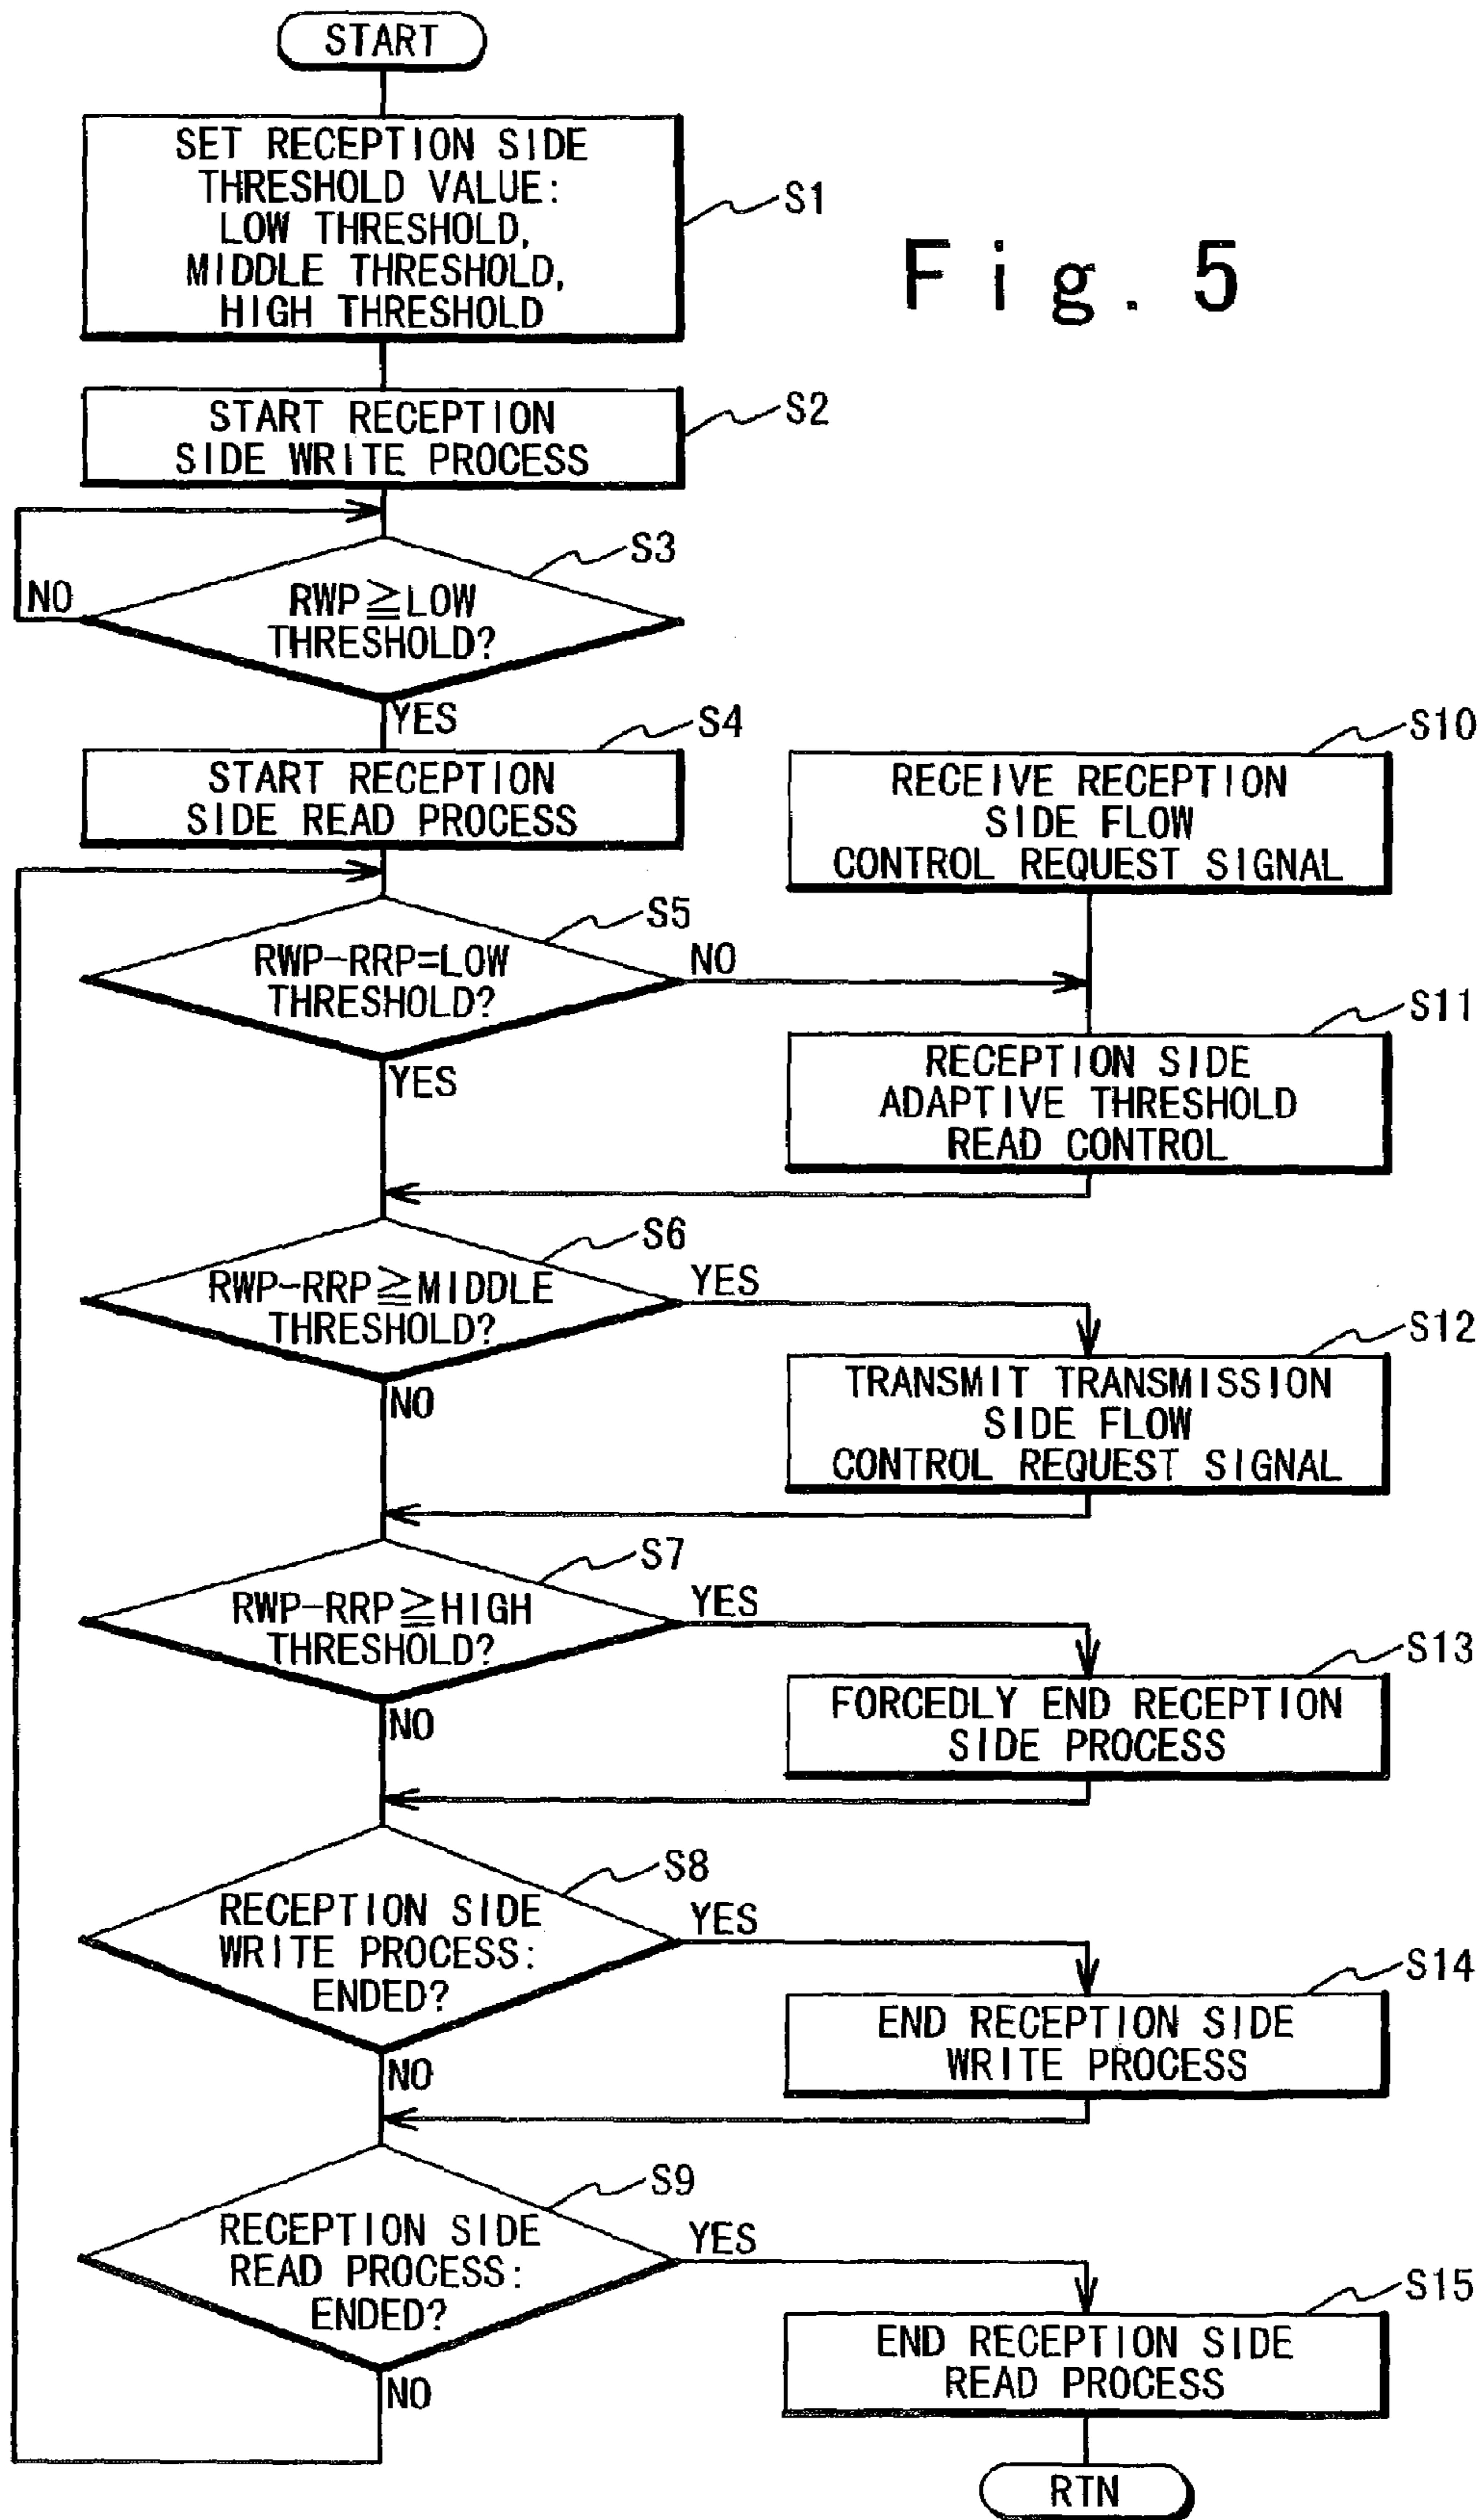 START
SET RECEPTION SIDE
THRESHOLD VALUE:
LOW THRESHOLD,
MIDDLE THRESHOLD,
HIGH THRESHOLD
S1
Fig. 5
START RECEPTION
SIDE WRITE PROCESS
S2
S3
RWP≧LOW
THRESHOLD?
NO
YES
S4
START RECEPTION
SIDE READ PROCESS
S10
RECEIVE RECEPTION
SIDE FLOW
CONTROL REQUEST SIGNAL
S5
RWP-RRP=LOW
THRESHOLD?
NO
YES
S11
RECEPTION SIDE
ADAPTIVE THRESHOLD
READ CONTROL
S6
RWP-RRP≧MIDDLE
THRESHOLD?
YES
NO
S12
TRANSMIT TRANSMISSION
SIDE FLOW
CONTROL REQUEST SIGNAL
S7
RWP-RRP≧HIGH
THRESHOLD?
YES
NO
S13
FORCEDLY END RECEPTION
SIDE PROCESS
S8
RECEPTION SIDE
WRITE PROCESS:
ENDED?
YES
NO
S14
END RECEPTION SIDE
WRITE PROCESS
S9
RECEPTION SIDE
READ PROCESS:
ENDED?
YES
NO
S15
END RECEPTION SIDE
READ PROCESS
RTN